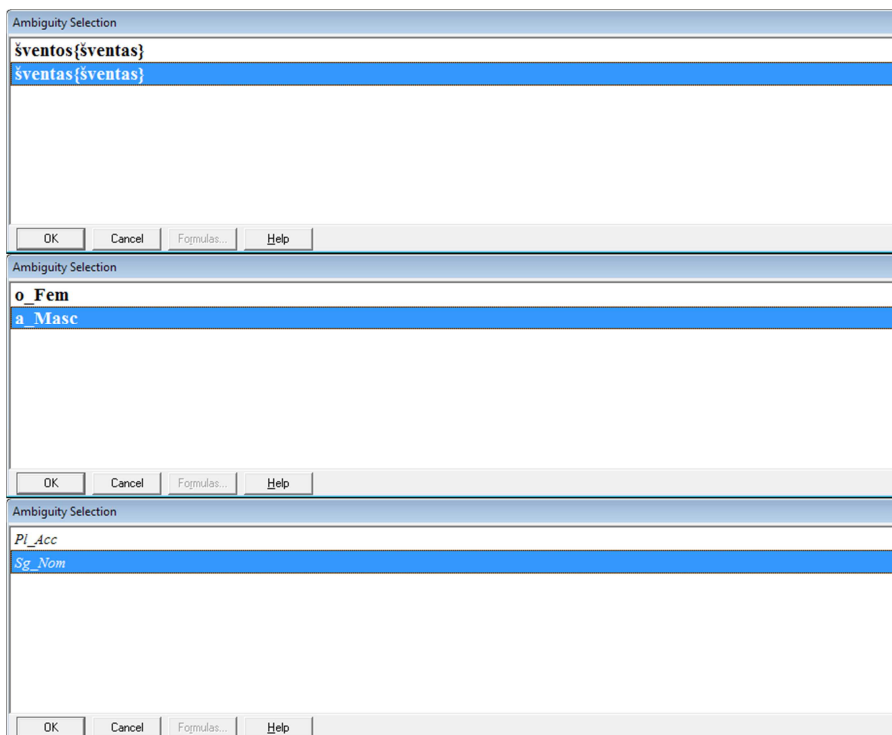 Ambiguity Selection
šventos{šventas}
šventas{šventas}
OK Cancel Formulas... Help
Ambiguity Selection
o_Fem
a_Masc
OK Cancel Formulas... Help
Ambiguity Selection
Pl_Acc
Sg_Nom
OK Cancel Formulas... Help